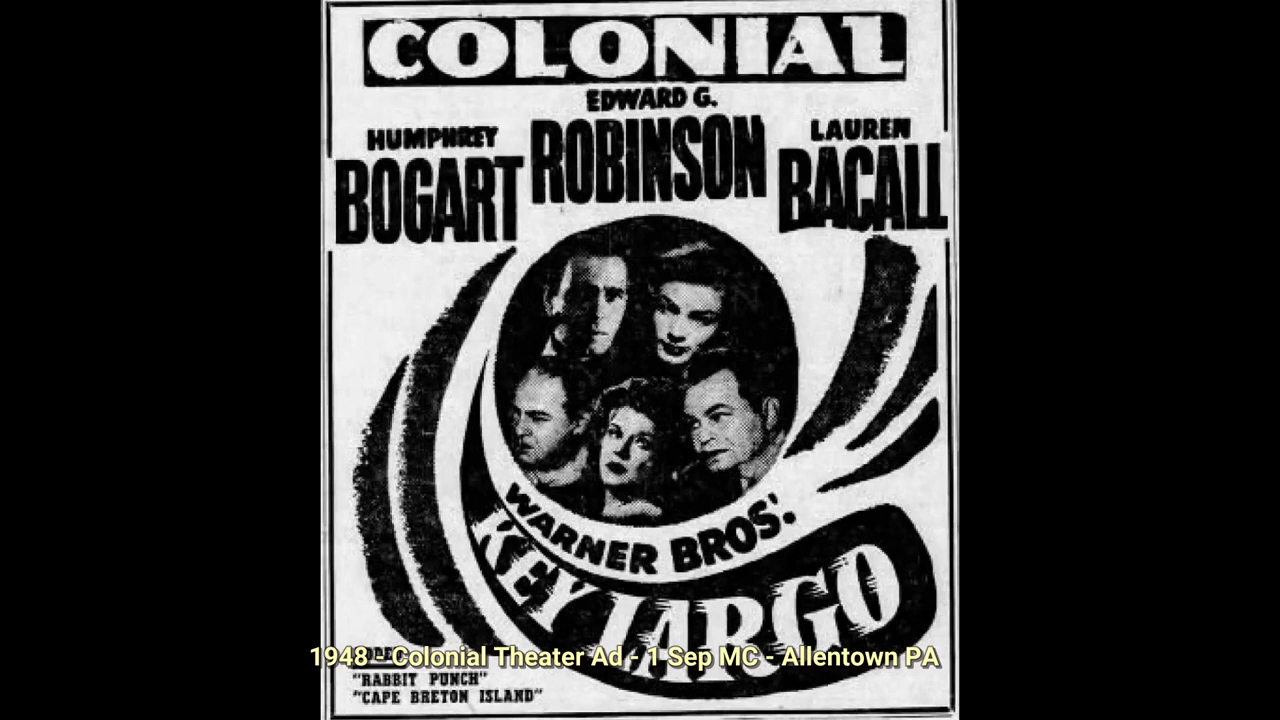 COLONIAL
EDWARD G.
ROBINSON
HUMPHREY
BOGART
LAUREN
BACALL
WARNER BROS'.
KEY LARGO
1948 - Colonial Theater Ad - 1 Sep MC - Allentown PA
"RABBIT PUNCH"
"CAPE BRETON ISLAND"